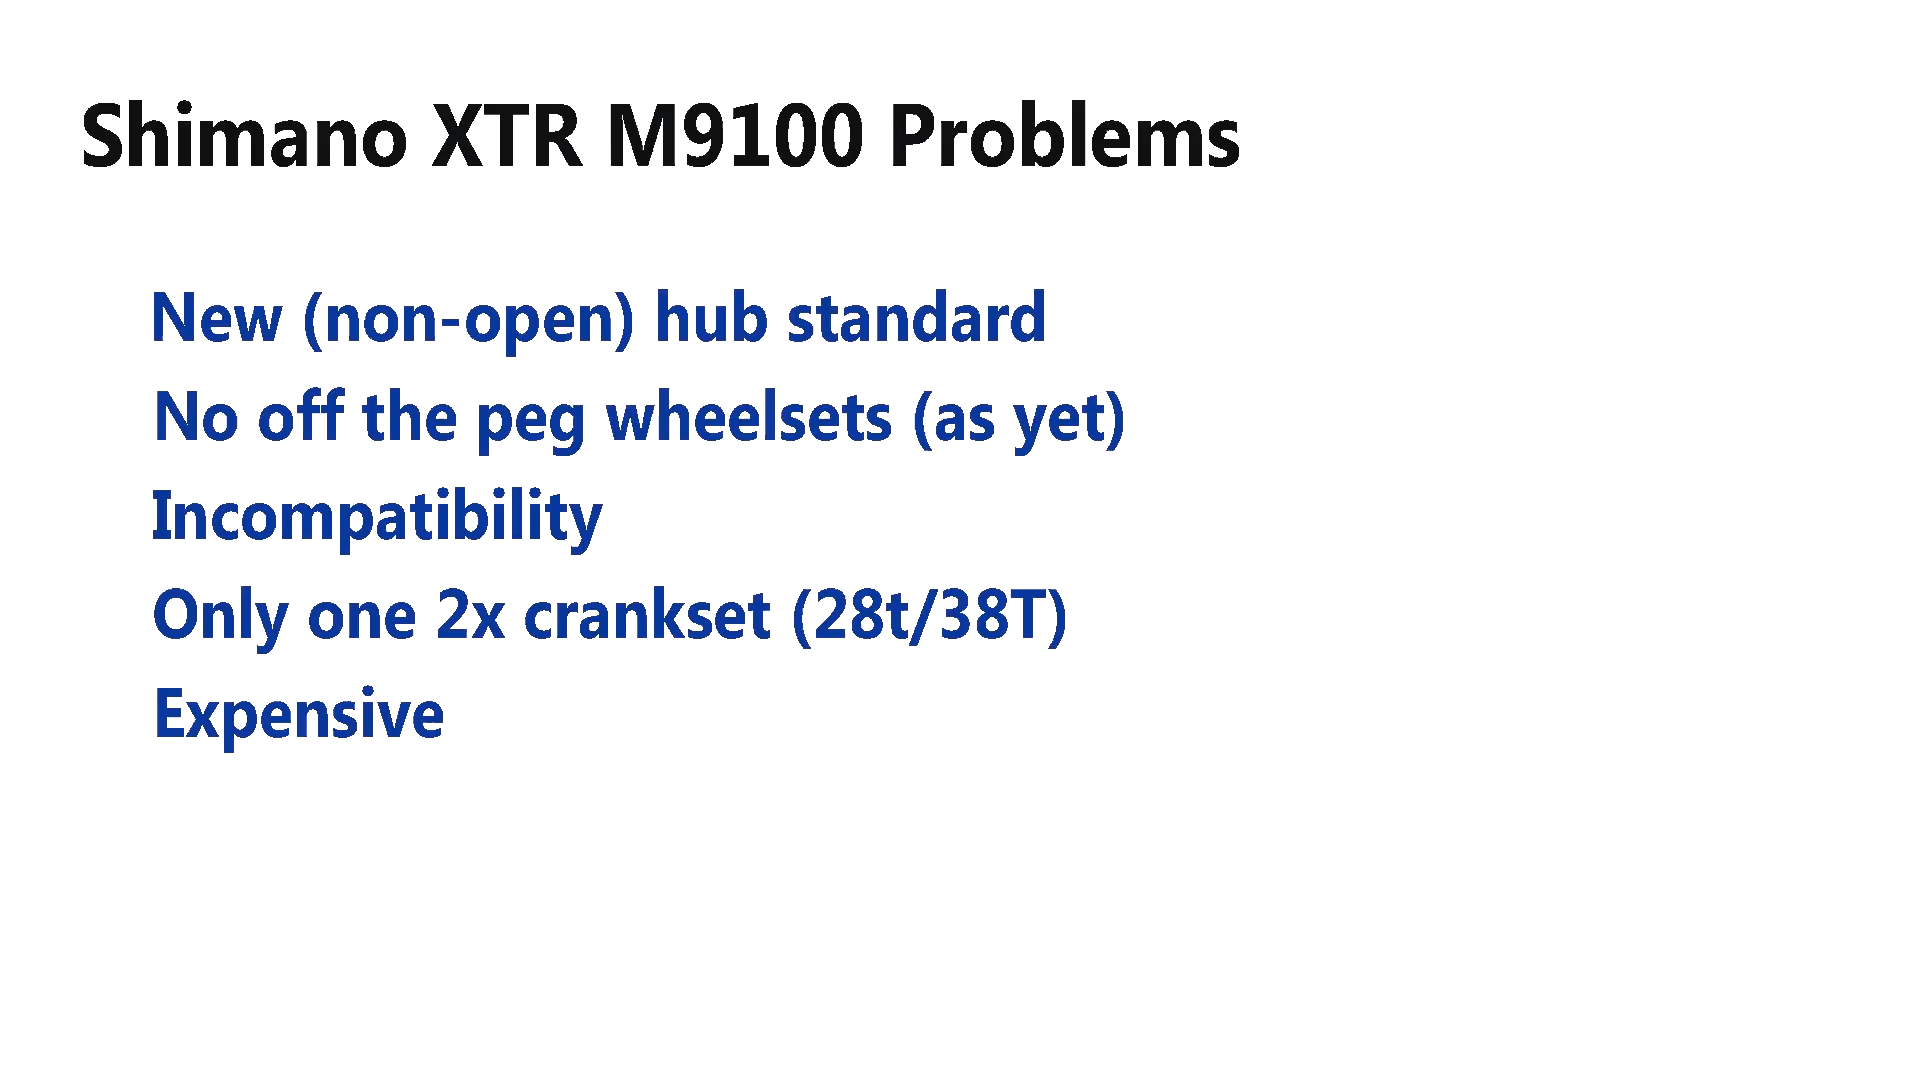 Shimano XTR M9100 Problems
New (non-open) hub standard
No off the peg wheelsets (as yet)
Incompatibility
Only one 2x crankset (28t/38T)
Expensive